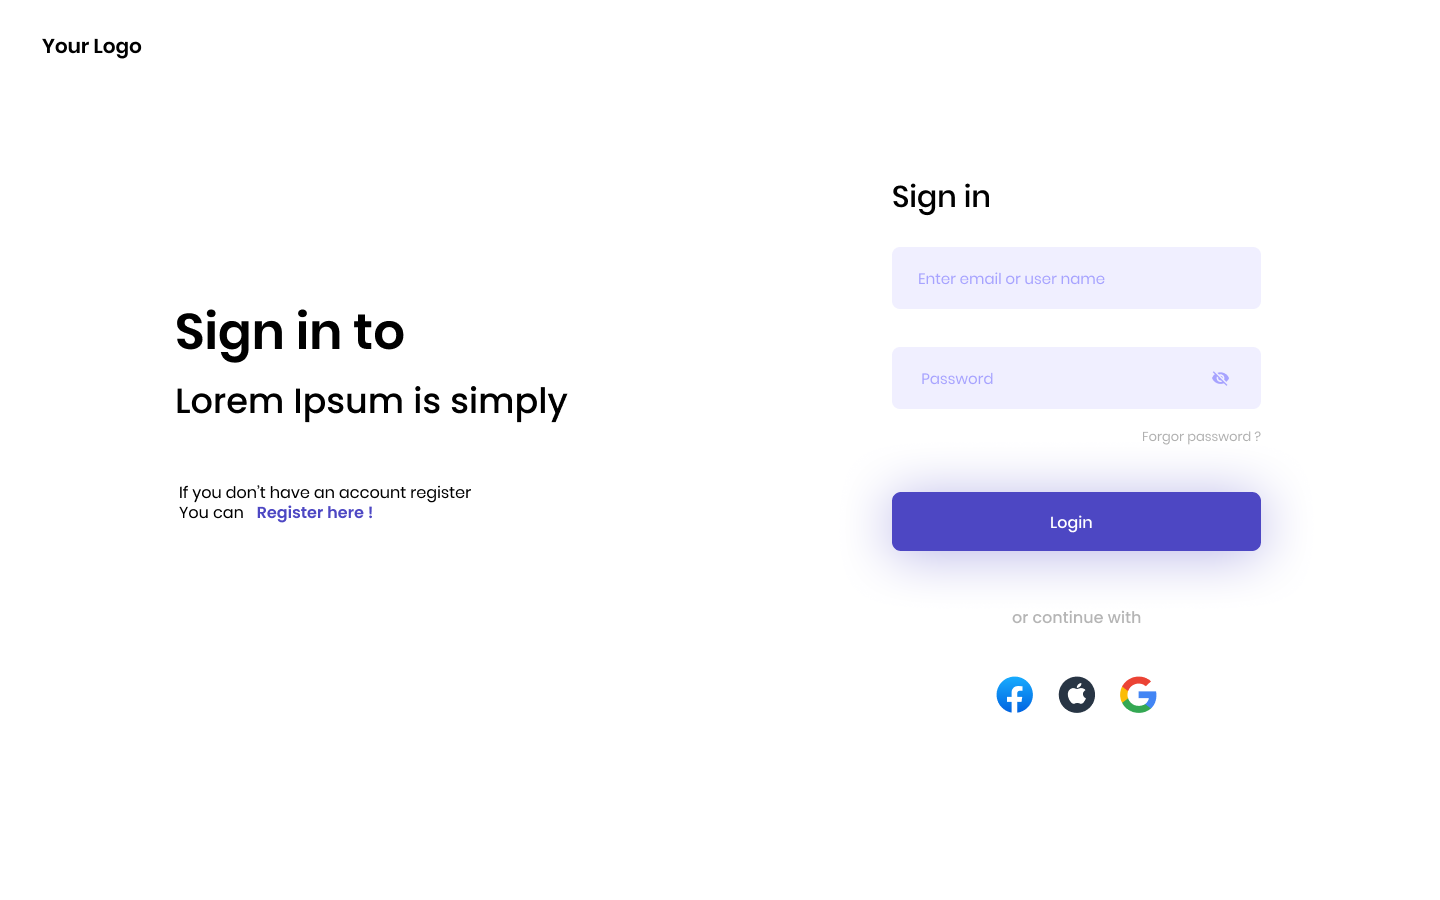 Your Logo
Sign in to
Lorem Ipsum is simply
If you don't have an account register
You can Register here !
Sign in
Enter email or user name
Password
Forgor password ?
Login
or continue with